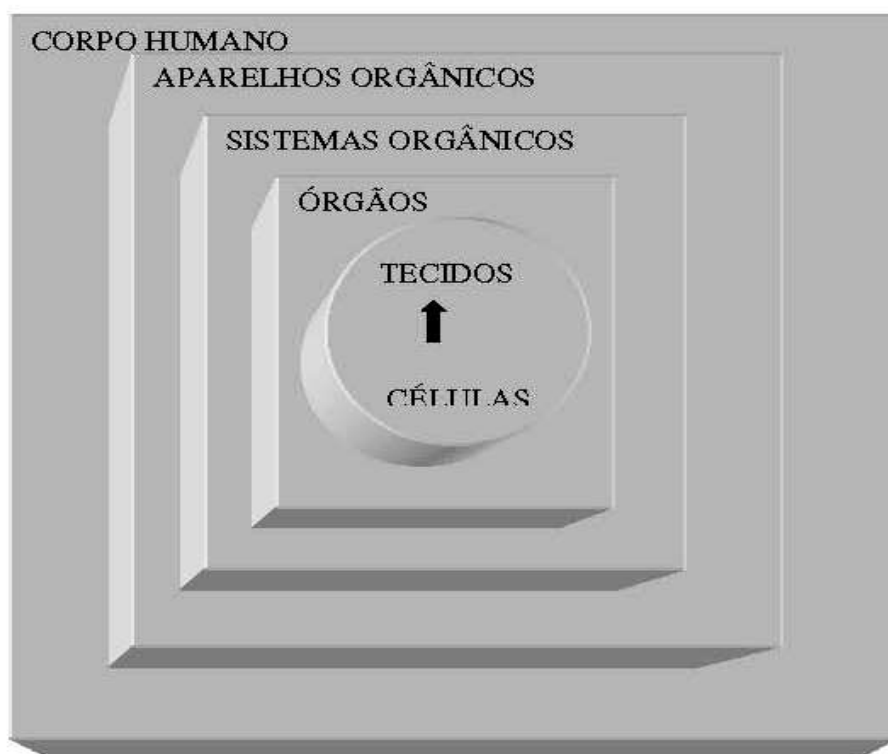 CORPO HUMANO
APARELHOS ORGÂNICOS
SISTEMAS ORGÂNICOS
ÓRGÃOS
TECIDOS
CÉLULAS